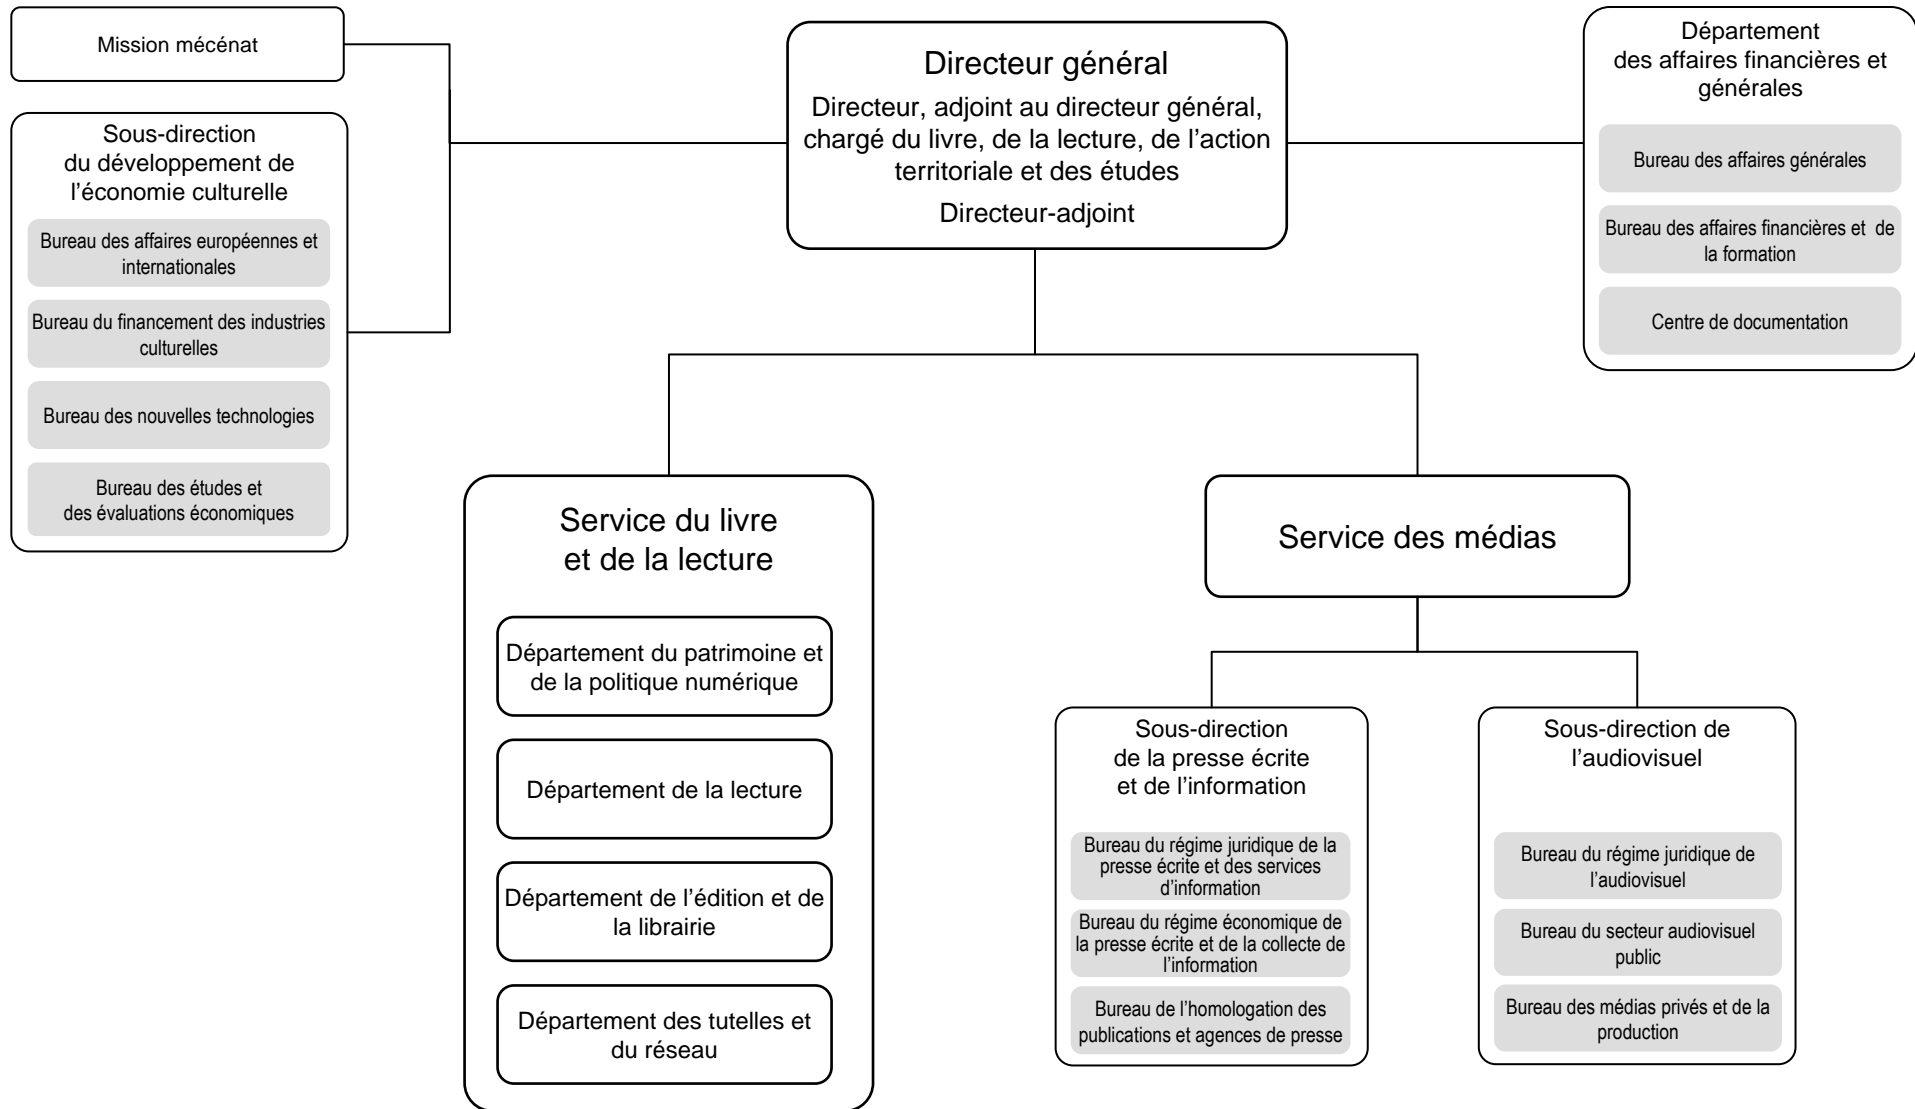 Mission mécénat
Sous-direction
du développement de
l’économie culturelle
Bureau des affaires européennes et
internationales
Bureau du financement des industries
culturelles
Bureau des nouvelles technologies
Bureau des études et
des évaluations économiques
Directeur général
Directeur, adjoint au directeur général,
chargé du livre, de la lecture, de l’action
territoriale et des études
Directeur-adjoint
Département
des affaires financières et
générales
Bureau des affaires générales
Bureau des affaires financières et de
la formation
Centre de documentation
Service du livre
et de la lecture
Département du patrimoine et
de la politique numérique
Département de la lecture
Département de l’édition et de
la librairie
Département des tutelles et
du réseau
Service des médias
Sous-direction
de la presse écrite
et de l’information
Bureau du régime juridique de la
presse écrite et des services
d’information
Bureau du régime économique de
la presse écrite et de la collecte de
l’information
Bureau de l’homologation des
publications et agences de presse
Sous-direction de
l’audiovisuel
Bureau du régime juridique de
l’audiovisuel
Bureau du secteur audiovisuel
public
Bureau des médias privés et de la
production